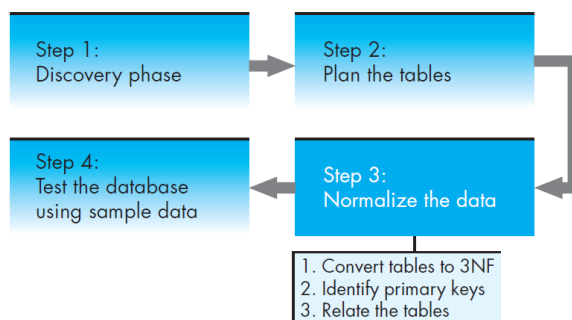 Step 1:
Discovery phase
Step 2:
Plan the tables
Step 3:
Normalize the data
1. Convert tables to 3NF
2. Identify primary keys
3. Relate the tables
Step 4:
Test the database
using sample data